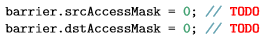 barrier.srcAccessMask = 0; // TODO
barrier.dstAccessMask = 0; // TODO